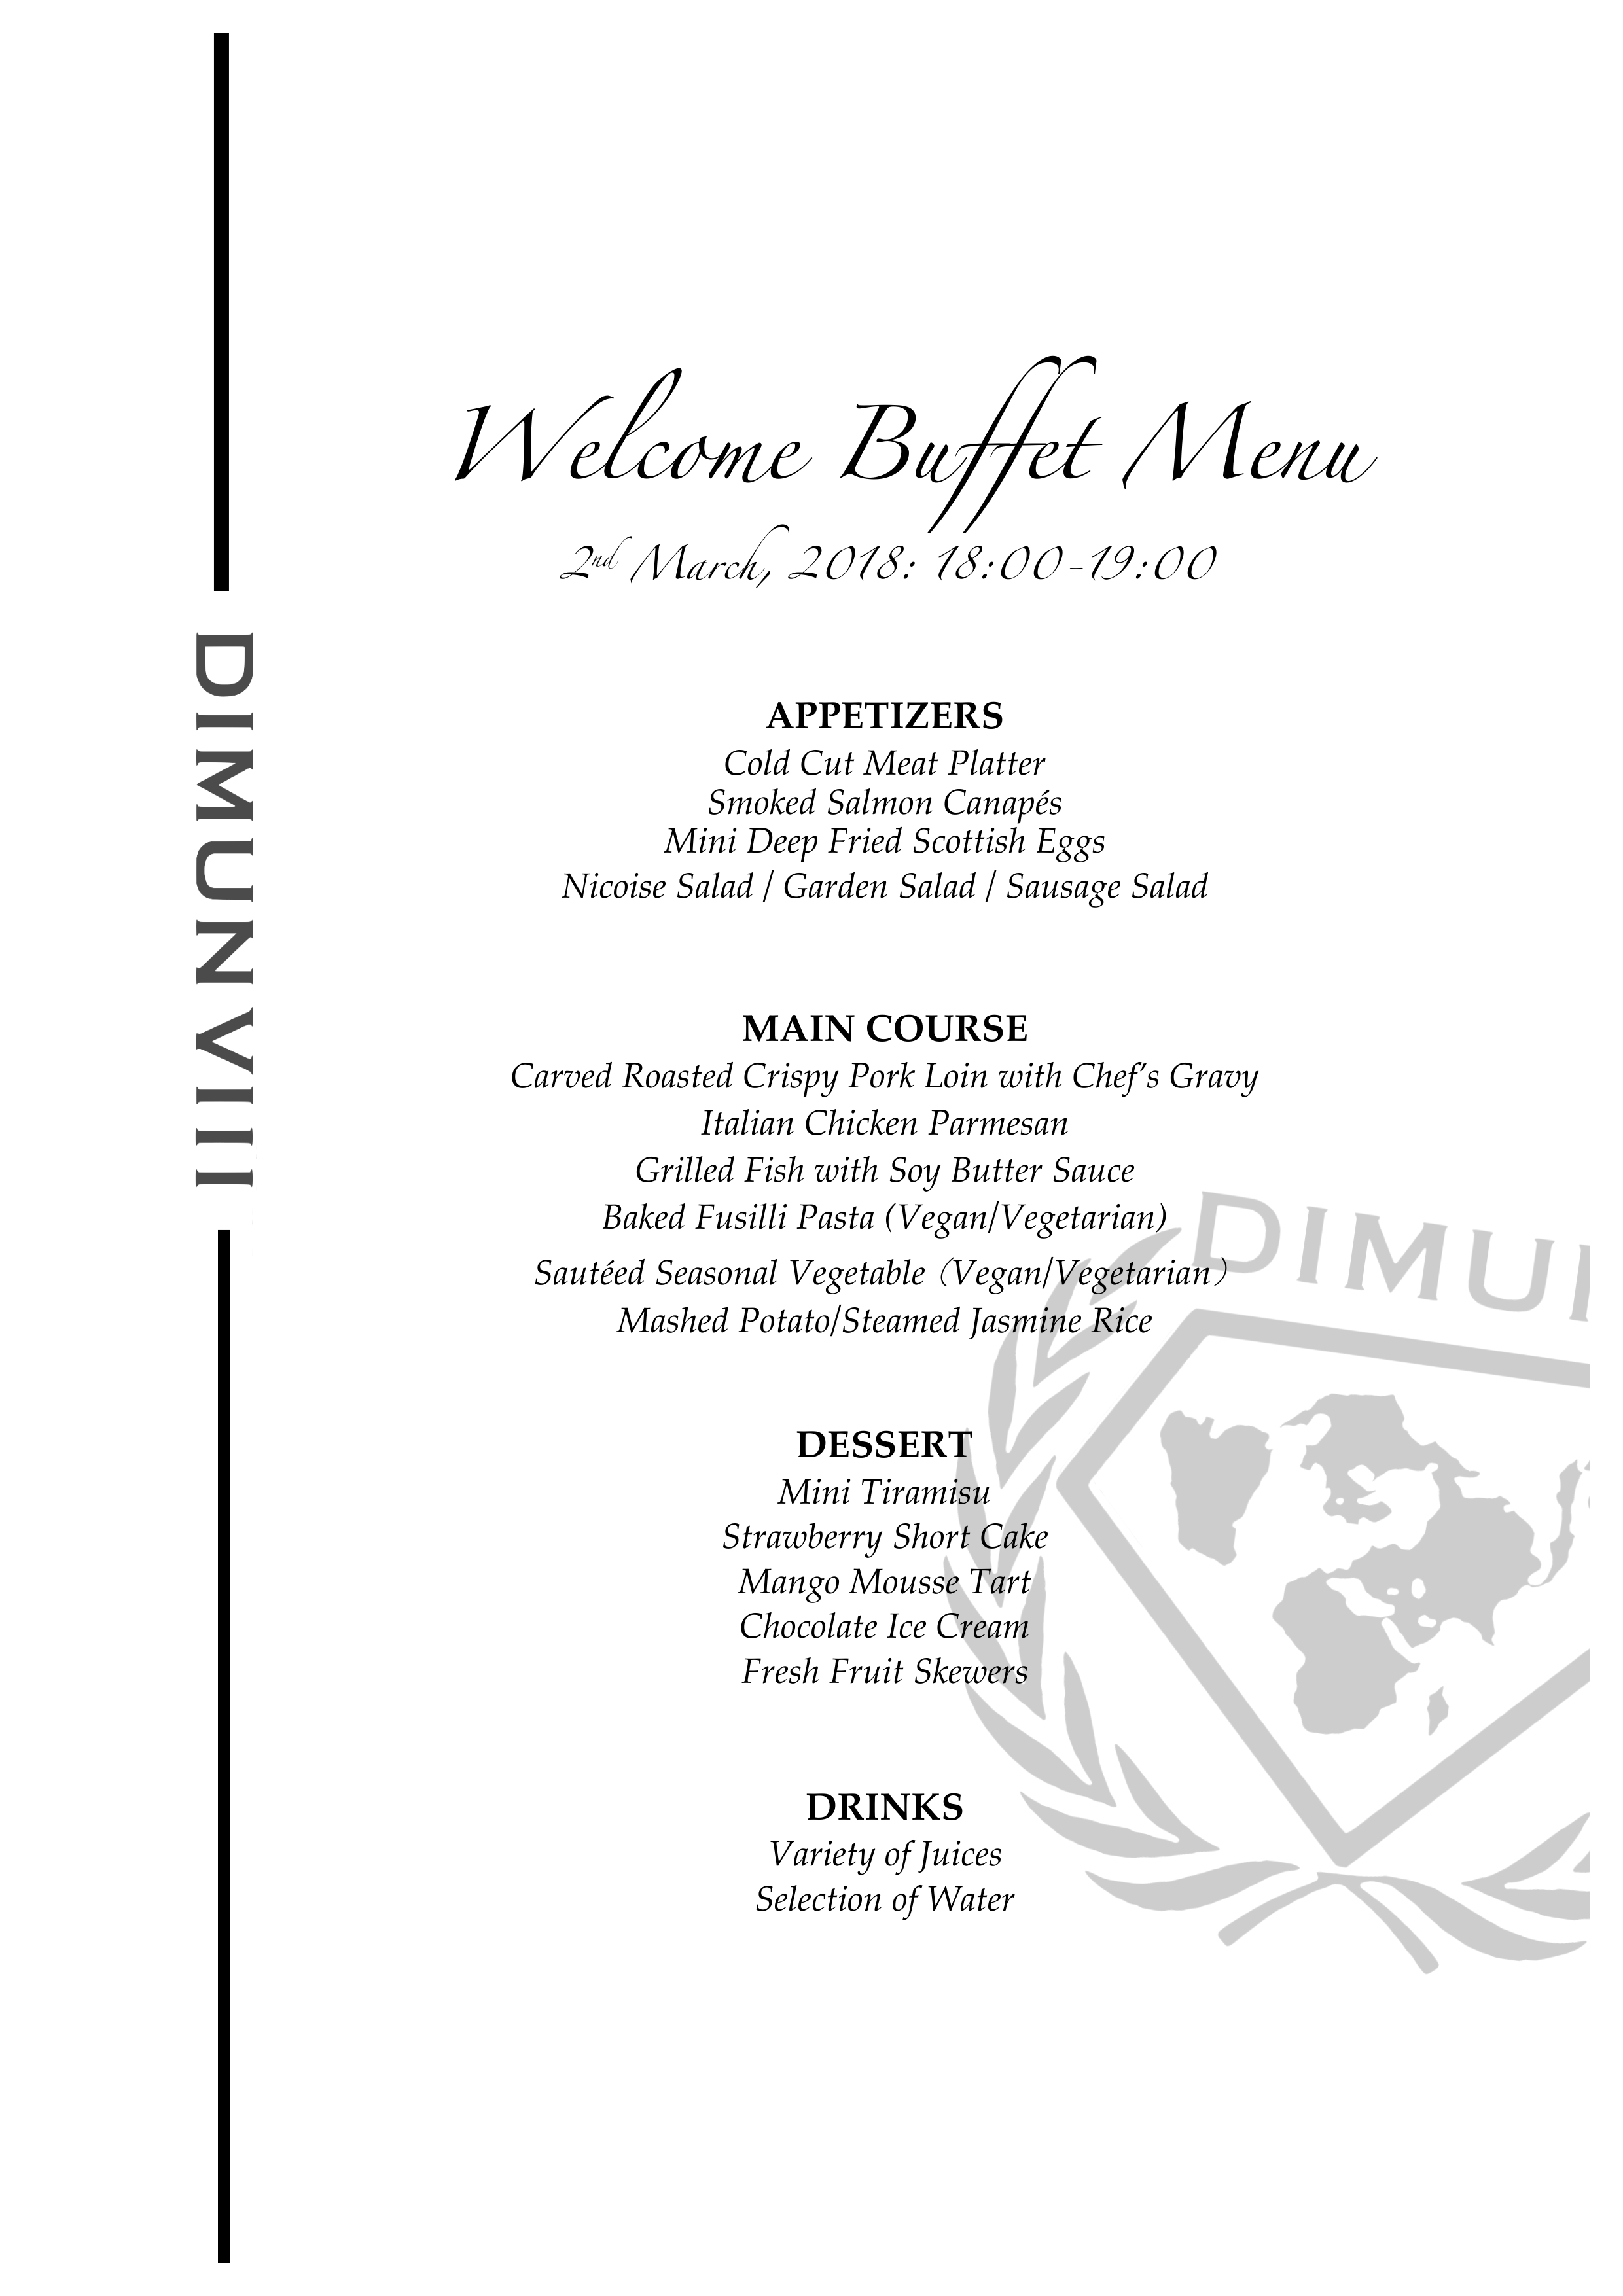 Welcome Buffet Menu
2nd March, 2018: 18:00-19:00
DIMUN VIII
APPETIZERS
Cold Cut Meat Platter
Smoked Salmon Canapés
Mini Deep Fried Scottish Eggs
Nicoise Salad / Garden Salad / Sausage Salad
MAIN COURSE
Carved Roasted Crispy Pork Loin with Chef's Gravy
Italian Chicken Parmesan
Grilled Fish with Soy Butter Sauce
Baked Fusilli Pasta (Vegan/Vegetarian)
Sautéed Seasonal Vegetable（Vegan/Vegetarian）
Mashed Potato/Steamed Jasmine Rice
DIMU
DESSERT
Mini Tiramisu
Strawberry Short Cake
Mango Mousse Tart
Chocolate Ice Cream
Fresh Fruit Skewers
DRINKS
Variety of Juices
Selection of Water